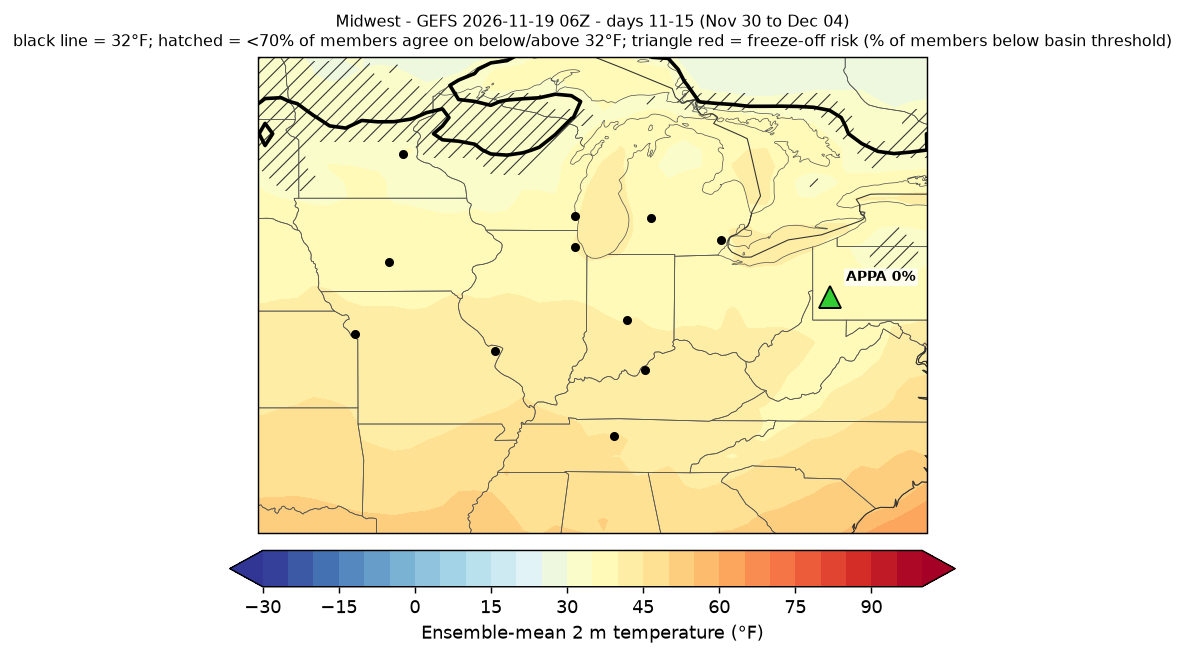 Midwest - GEFS 2026-11-19 06Z - days 11-15 (Nov 30 to Dec 04)
black line = 32°F; hatched = <70% of members agree on below/above 32°F; triangle red = freeze-off risk (% of members below basin threshold)
APPA 0%
−30 −15 0 15 30 45 60 75 90
Ensemble-mean 2 m temperature (°F)